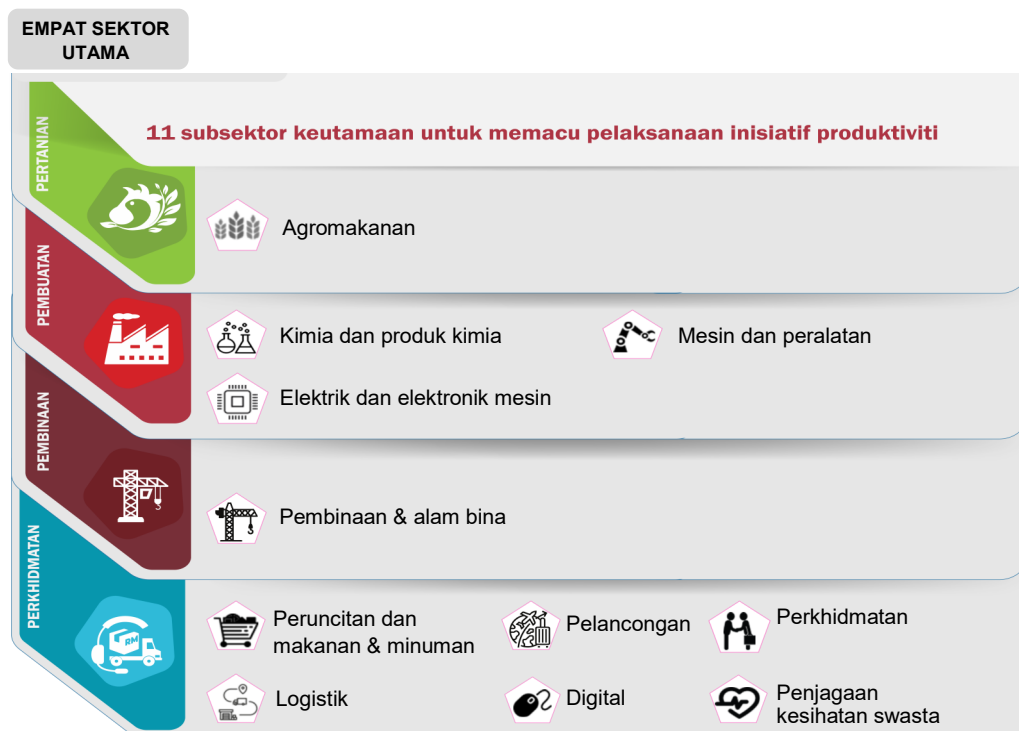 EMPAT SEKTOR
UTAMA
11 subsektor keutamaan untuk memacu pelaksanaan inisiatif produktiviti
PERTANIAN
Agromakanan
PEMBUATAN
Kimia dan produk kimia
Mesin dan peralatan
Elektrik dan elektronik mesin
PEMBINAAN
Pembinaan & alam bina
PERKHIDMATAN
RM
Peruncitan dan
makanan & minuman
Pelancongan
Perkhidmatan
Logistik
Digital
Penjagaan
kesihatan swasta